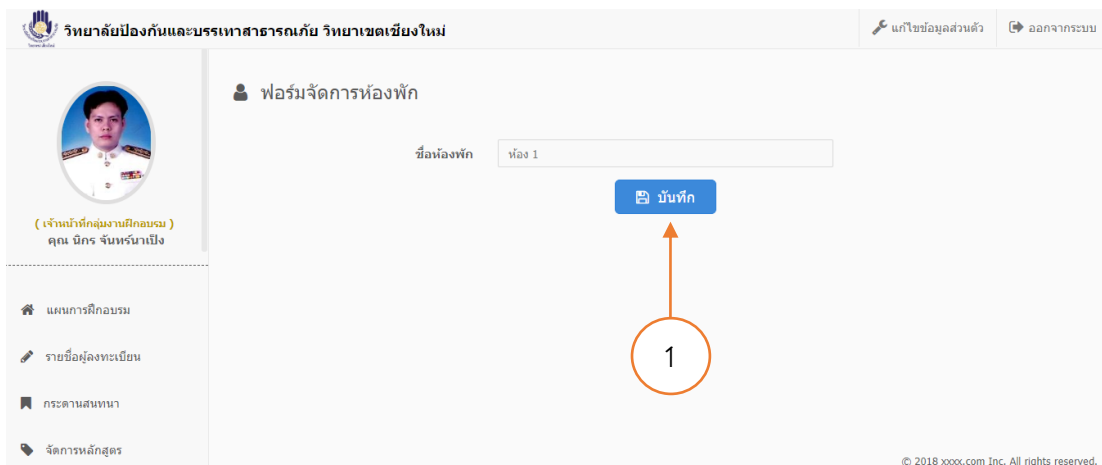 วิทยาลัยป้องกันและบรรเทาสาธารณภัย วิทยาเขตเชียงใหม่
แก้ไขข้อมูลส่วนตัว
ออกจากระบบ
ฟอร์มจัดการห้องพัก
ชื่อห้องพัก
ห้อง 1
บันทึก
( เจ้าหน้าที่กลุ่มงานฝึกอบรม )
คุณ นิกร จันทร์นาเป็ง
1
แผนการฝึกอบรม
รายชื่อผู้ลงทะเบียน
กระดานสนทนา
จัดการหลักสูตร
© 2018 xxxx.com Inc. All rights reserved.